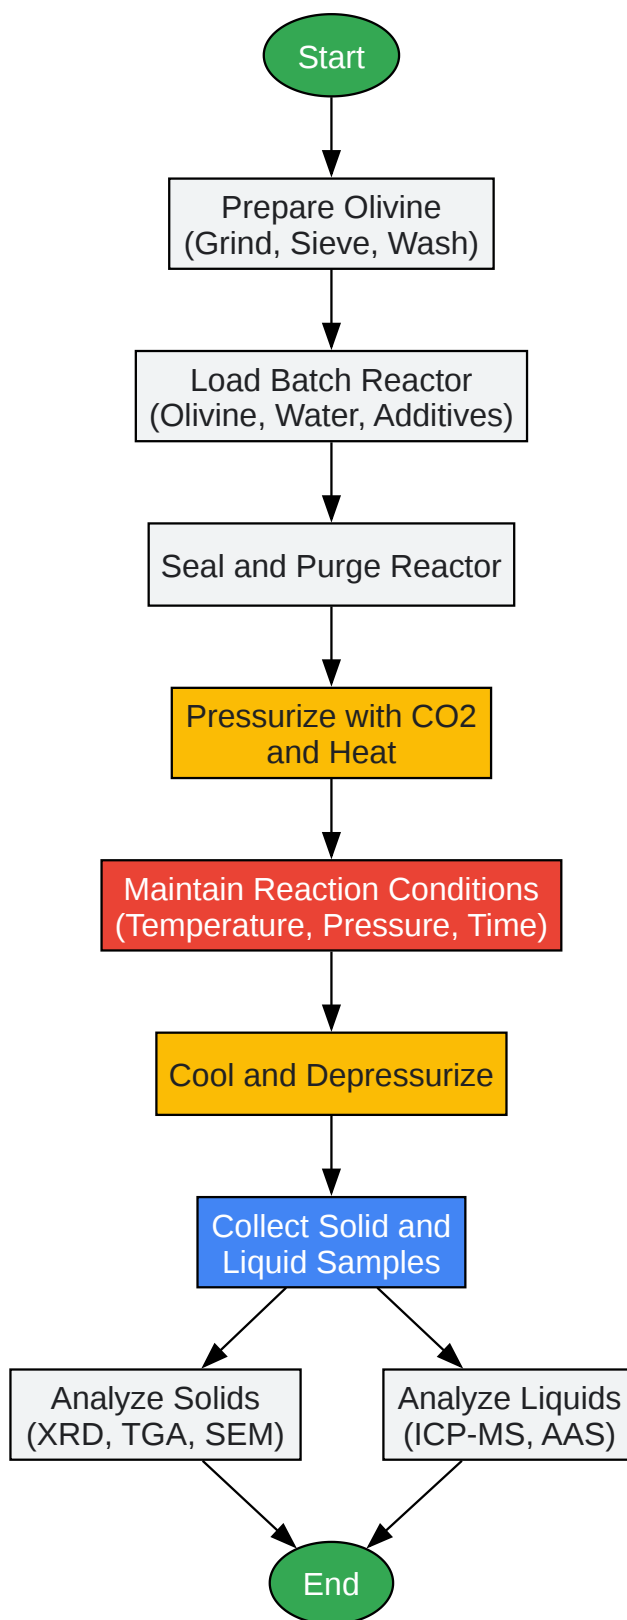 Start
Prepare Olivine
(Grind, Sieve, Wash)
Load Batch Reactor
(Olivine, Water, Additives)
Seal and Purge Reactor
Pressurize with CO2
and Heat
Maintain Reaction Conditions
(Temperature, Pressure, Time)
Cool and Depressurize
Collect Solid and
Liquid Samples
Analyze Solids
(XRD, TGA, SEM)
Analyze Liquids
(ICP-MS, AAS)
End